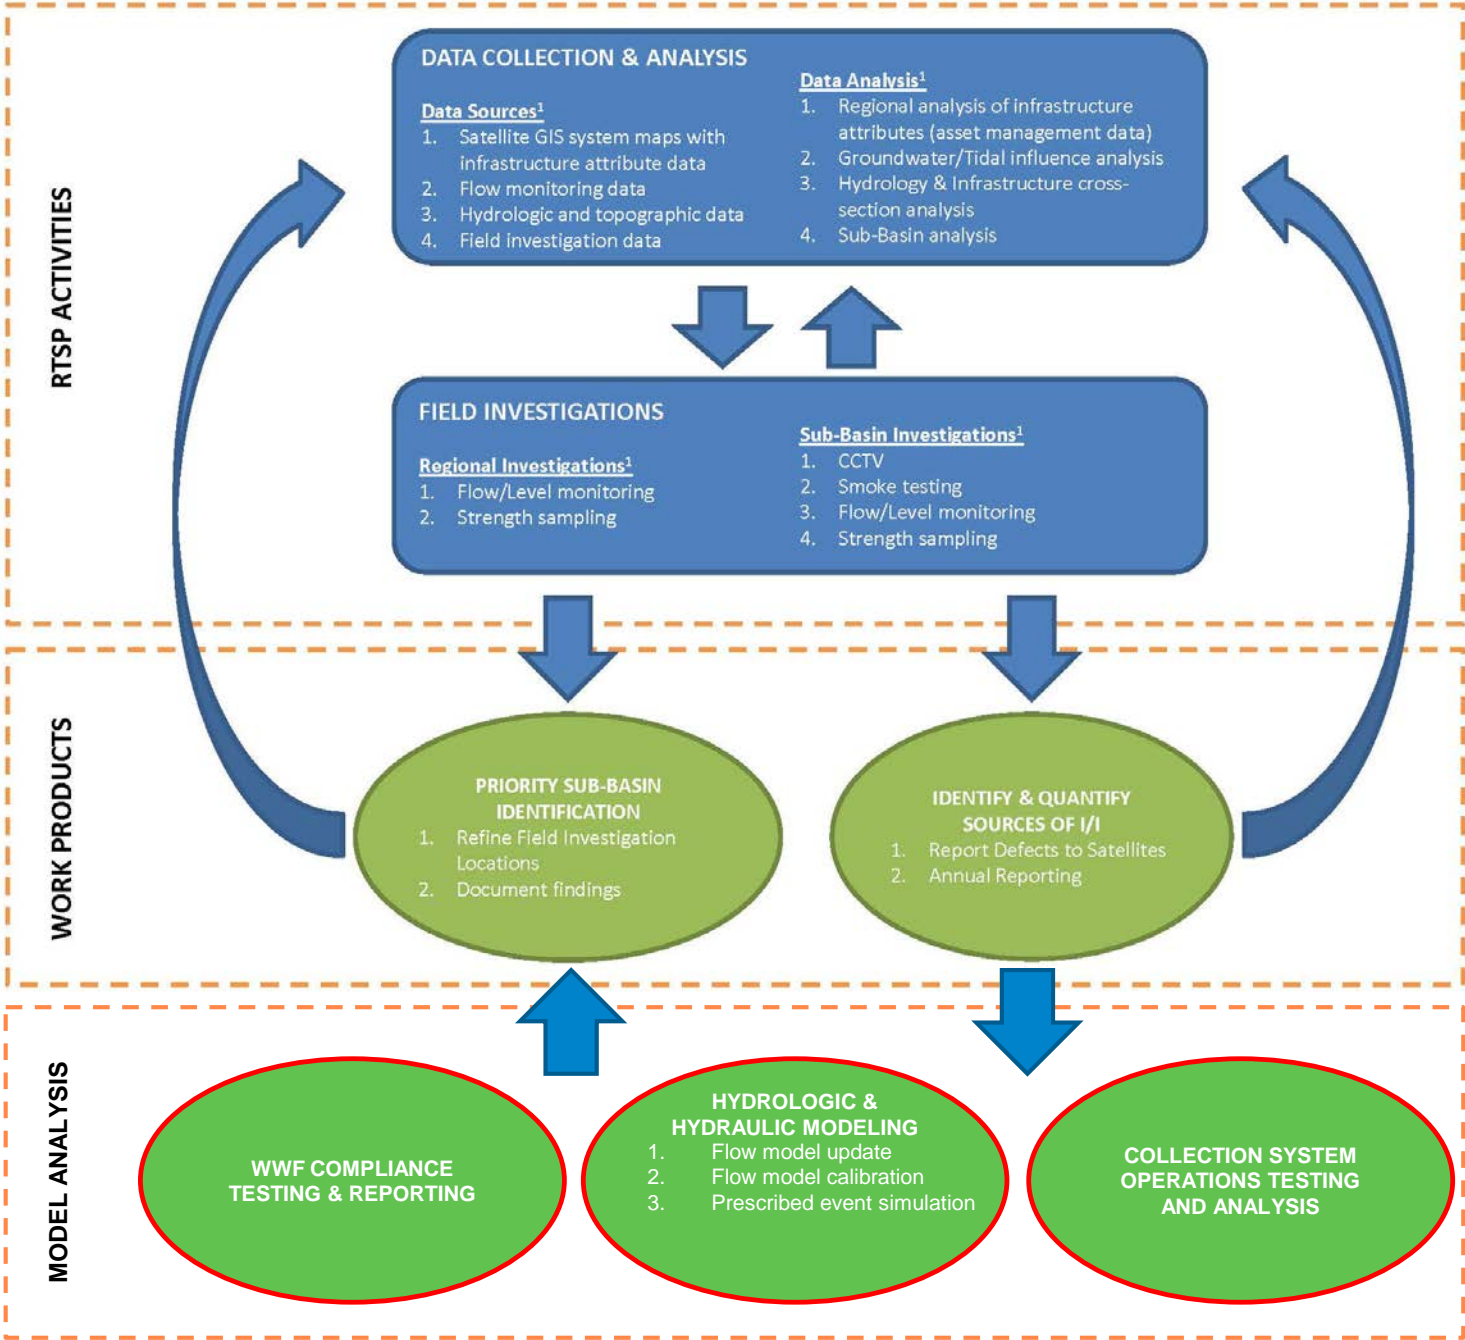 RTSP ACTIVITIES
DATA COLLECTION & ANALYSIS
Data Sources¹
1. Satellite GIS system maps with
infrastructure attribute data
2. Flow monitoring data
3. Hydrologic and topographic data
4. Field investigation data
Data Analysis¹
1. Regional analysis of infrastructure
attributes (asset management data)
2. Groundwater/Tidal influence analysis
3. Hydrology & Infrastructure cross-
section analysis
4. Sub-Basin analysis
FIELD INVESTIGATIONS
Regional Investigations¹
1. Flow/Level monitoring
2. Strength sampling
Sub-Basin Investigations¹
1. CCTV
2. Smoke testing
3. Flow/Level monitoring
4. Strength sampling
WORK PRODUCTS
PRIORITY SUB-BASIN
IDENTIFICATION
1. Refine Field Investigation
Locations
2. Document findings
IDENTIFY & QUANTIFY
SOURCES OF I/I
1. Report Defects to Satellites
2. Annual Reporting
MODEL ANALYSIS
WWF COMPLIANCE
TESTING & REPORTING
HYDROLOGIC &
HYDRAULIC MODELING
1. Flow model update
2. Flow model calibration
3. Prescribed event simulation
COLLECTION SYSTEM
OPERATIONS TESTING
AND ANALYSIS